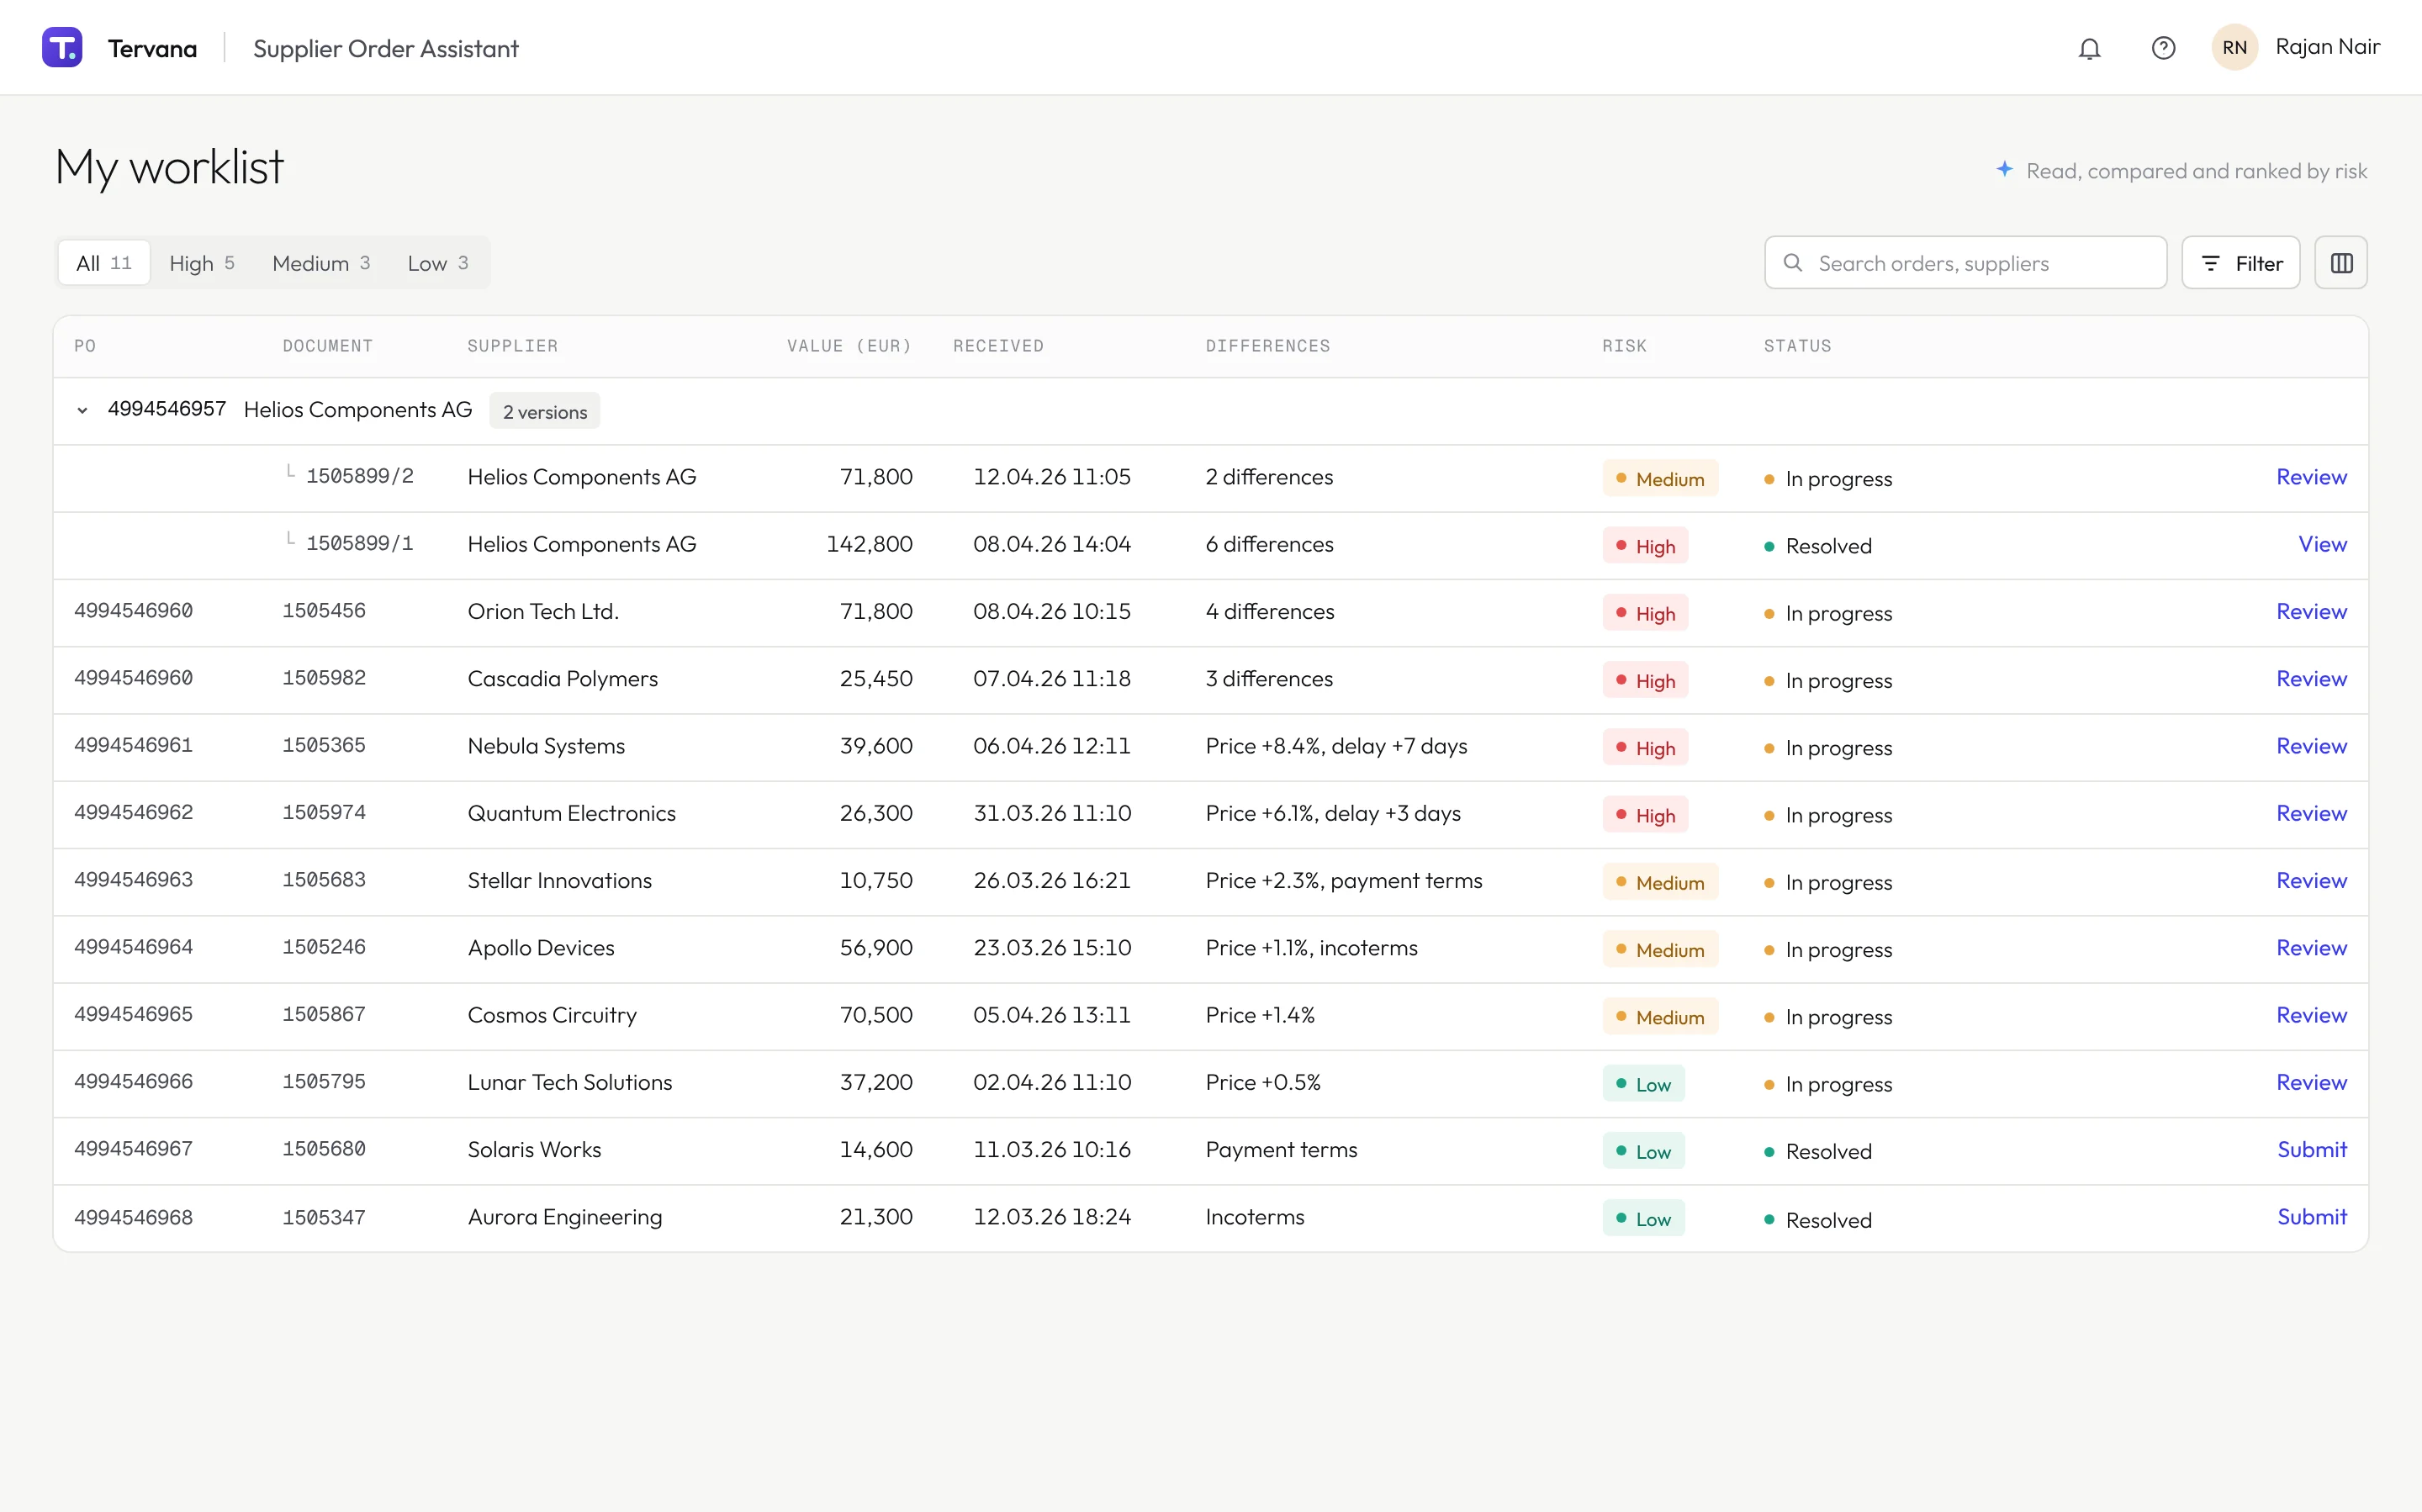 T. Tervana Supplier Order Assistant RN Rajan Nair
My worklist
Read, compared and ranked by risk
All 11 High 5 Medium 3 Low 3 Search orders, suppliers Filter
PO DOCUMENT SUPPLIER VALUE (EUR) RECEIVED DIFFERENCES RISK STATUS
4994546957 Helios Components AG 2 versions
1505899/2 Helios Components AG 71,800 12.04.26 11:05 2 differences Medium In progress Review
1505899/1 Helios Components AG 142,800 08.04.26 14:04 6 differences High Resolved View
4994546960 1505456 Orion Tech Ltd. 71,800 08.04.26 10:15 4 differences High In progress Review
4994546960 1505982 Cascadia Polymers 25,450 07.04.26 11:18 3 differences High In progress Review
4994546961 1505365 Nebula Systems 39,600 06.04.26 12:11 Price +8.4%, delay +7 days High In progress Review
4994546962 1505974 Quantum Electronics 26,300 31.03.26 11:10 Price +6.1%, delay +3 days High In progress Review
4994546963 1505683 Stellar Innovations 10,750 26.03.26 16:21 Price +2.3%, payment terms Medium In progress Review
4994546964 1505246 Apollo Devices 56,900 23.03.26 15:10 Price +1.1%, incoterms Medium In progress Review
4994546965 1505867 Cosmos Circuitry 70,500 05.04.26 13:11 Price +1.4% Medium In progress Review
4994546966 1505795 Lunar Tech Solutions 37,200 02.04.26 11:10 Price +0.5% Low In progress Review
4994546967 1505680 Solaris Works 14,600 11.03.26 10:16 Payment terms Low Resolved Submit
4994546968 1505347 Aurora Engineering 21,300 12.03.26 18:24 Incoterms Low Resolved Submit